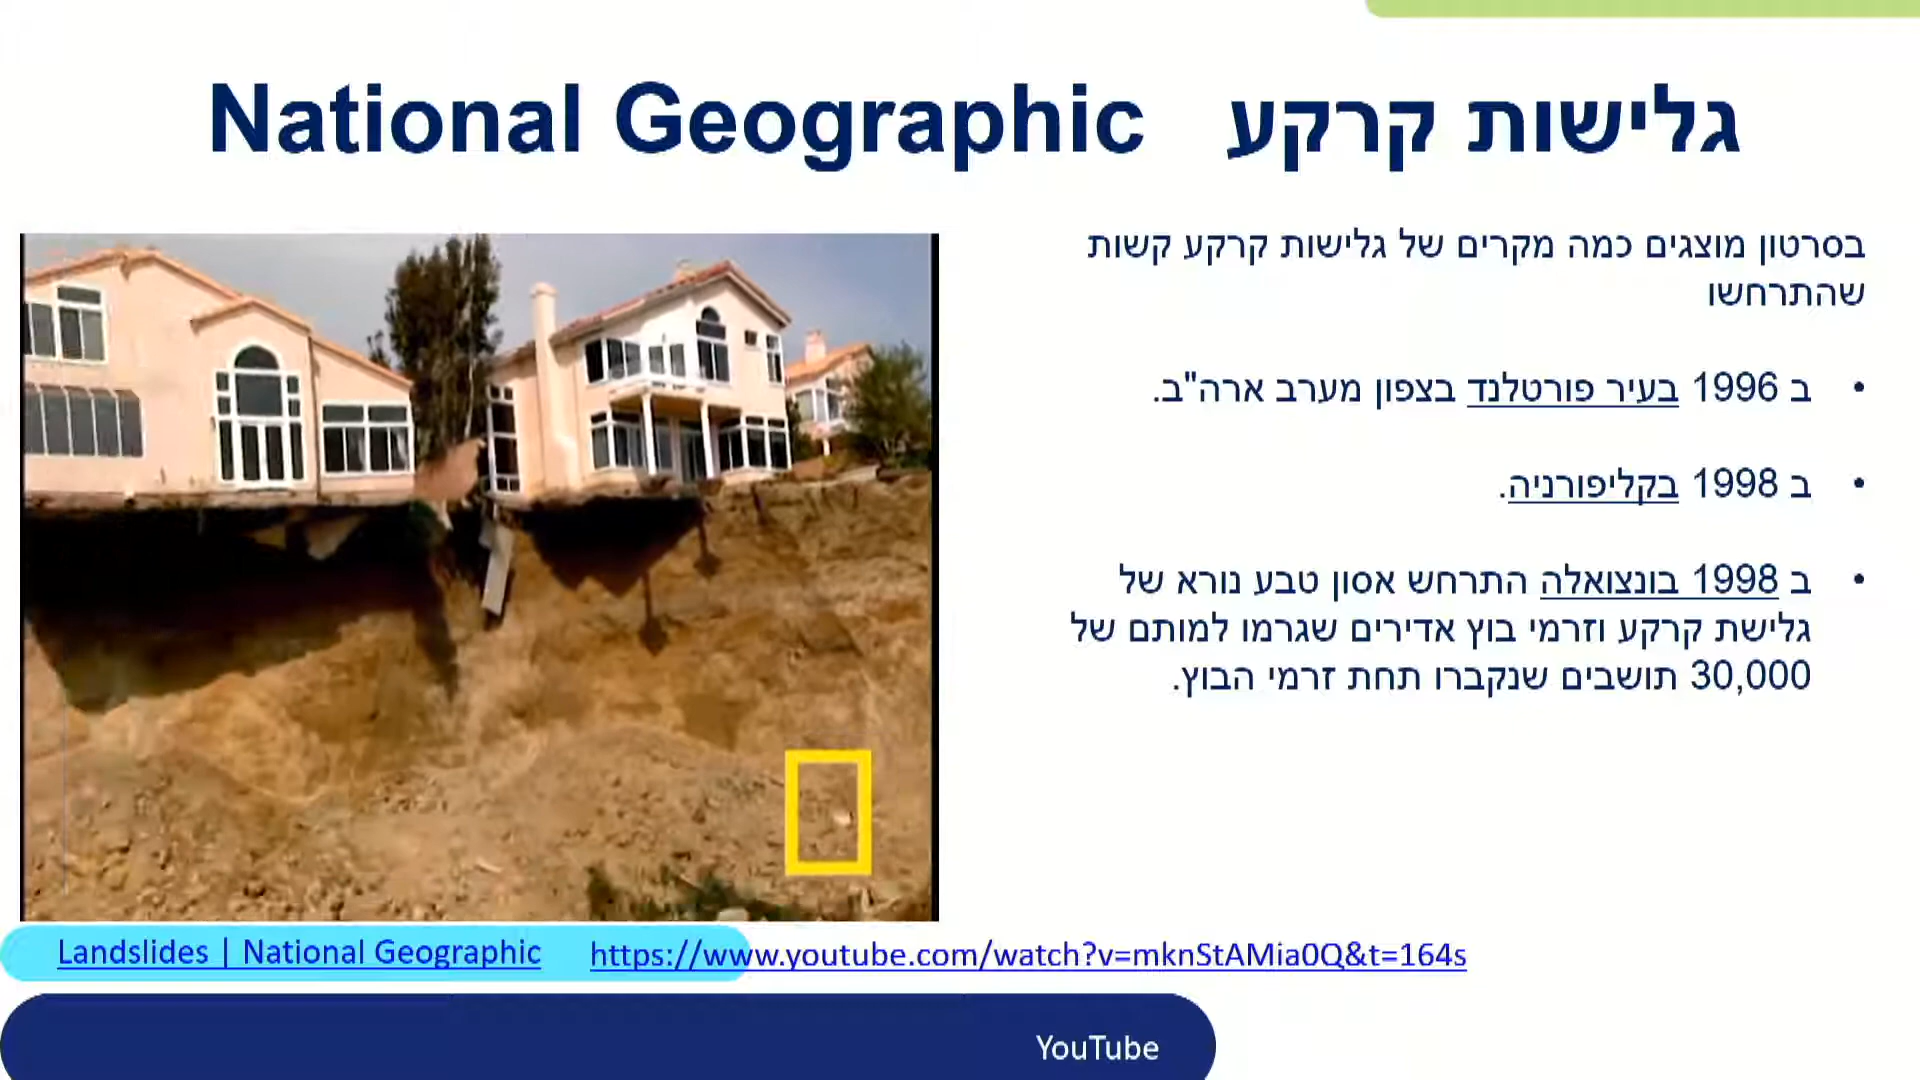 גלישות קרקע   National Geographic
בסרטון מוצגים כמה מקרים של גלישות קרקע קשות
שהתרחשו
• ב 1996 בעיר פורטלנד בצפון מערב ארה"ב.
• ב 1998 בקליפורניה.
• ב 1998 בונצואלה התרחש אסון טבע נורא של
גלישת קרקע וזרמי בוץ אדירים שגרמו למותם של
30,000 תושבים שנקברו תחת זרמי הבוץ.
Landslides | National Geographic
https://www.youtube.com/watch?v=mknStAMia0Q&t=164s
YouTube